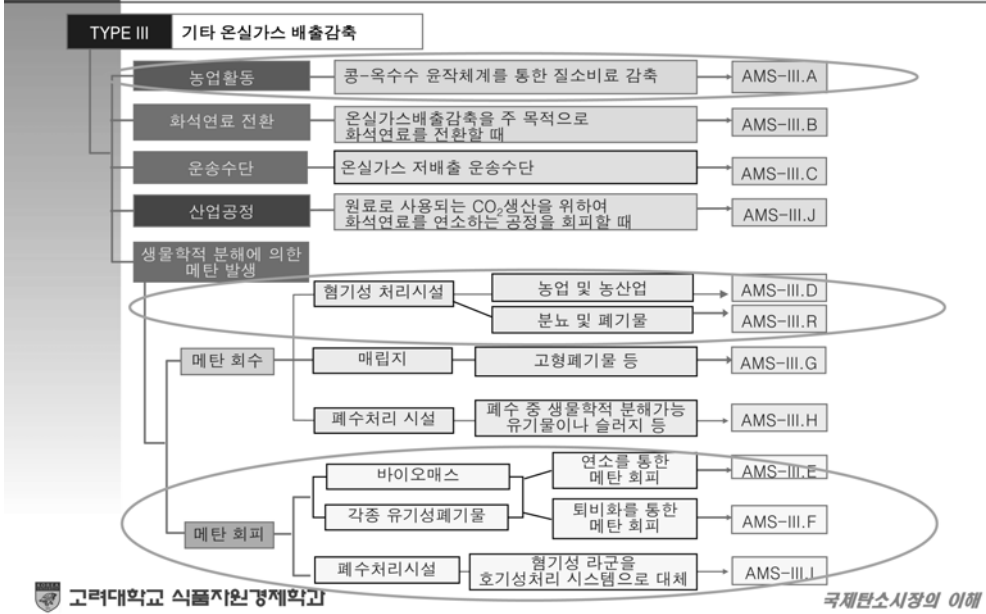 TYPE III 기타 온실가스 배출감축
농업활동 콩-옥수수 윤작체계를 통한 질소비료 감축 AMS-III.A
화석연료 전환 온실가스배출감축을 주 목적으로
화석연료를 전환할 때 AMS-III.B
운송수단 온실가스 저배출 운송수단 AMS-III.C
산업공정 원료로 사용되는 CO2생산을 위하여
화석연료를 연소하는 공정을 회피할 때 AMS-III.J
생물학적 분해에 의한
메탄 발생
혐기성 처리시설 농업 및 농산업 AMS-III.D
분뇨 및 폐기물 AMS-III.R
메탄 회수 매립지 고형폐기물 등 AMS-III.G
폐수처리 시설 폐수 중 생물학적 분해가능
유기물이나 슬러지 등 AMS-III.H
바이오매스 연소를 통한
메탄 회피 AMS-III.E
각종 유기성폐기물 퇴비화를 통한
메탄 회피 AMS-III.F
메탄 회피
폐수처리시설 혐기성 라군을
호기성처리 시스템으로 대체 AMS-III.I
고려대학교 식품자원경제학과 국제탄소시장의 이해